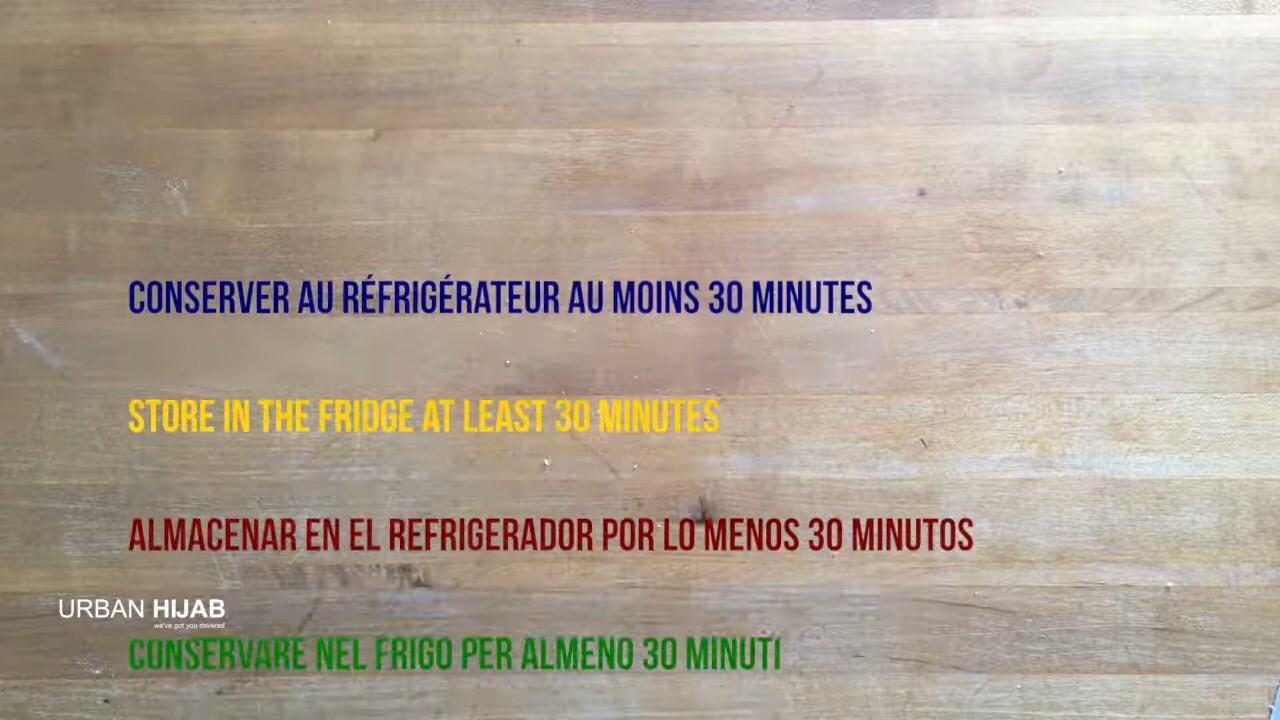 CONSERVER AU RÉFRIGÉRATEUR AU MOINS 30 MINUTES
STORE IN THE FRIDGE AT LEAST 30 MINUTES
ALMACENAR EN EL REFRIGERADOR POR LO MENOS 30 MINUTOS
URBAN HIJAB
we've got you covered
CONSERVARE NEL FRIGO PER ALMENO 30 MINUTI